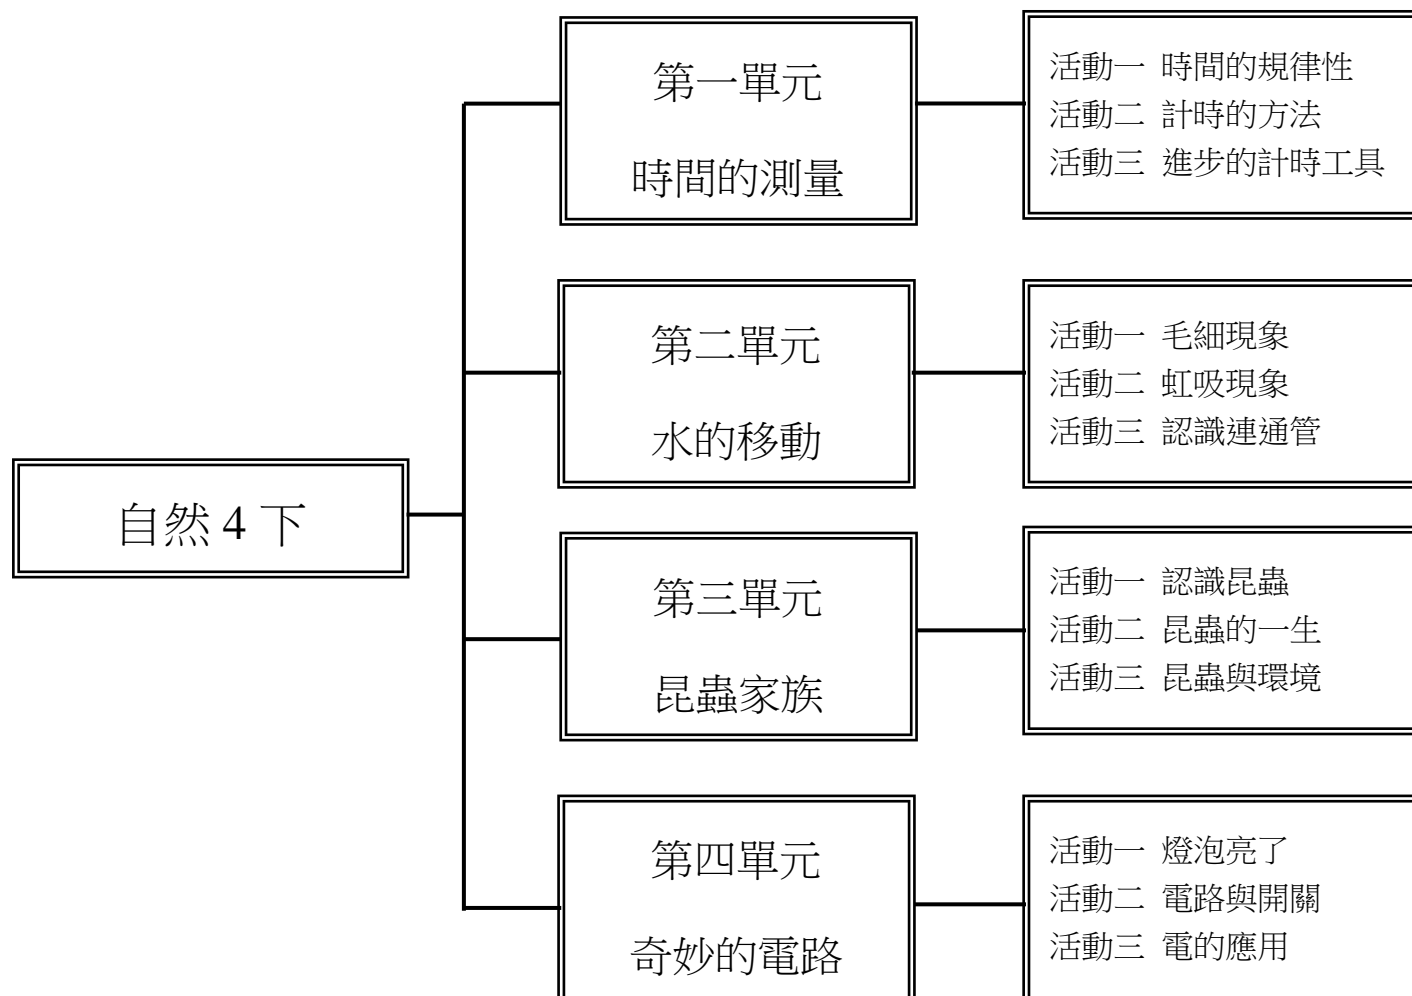 自然 4 下
第一單元
時間的測量
活動一 時間的規律性
活動二 計時的方法
活動三 進步的計時工具
第二單元
水的移動
活動一 毛細現象
活動二 虹吸現象
活動三 認識連通管
第三單元
昆蟲家族
活動一 認識昆蟲
活動二 昆蟲的一生
活動三 昆蟲與環境
第四單元
奇妙的電路
活動一 燈泡亮了
活動二 電路與開關
活動三 電的應用